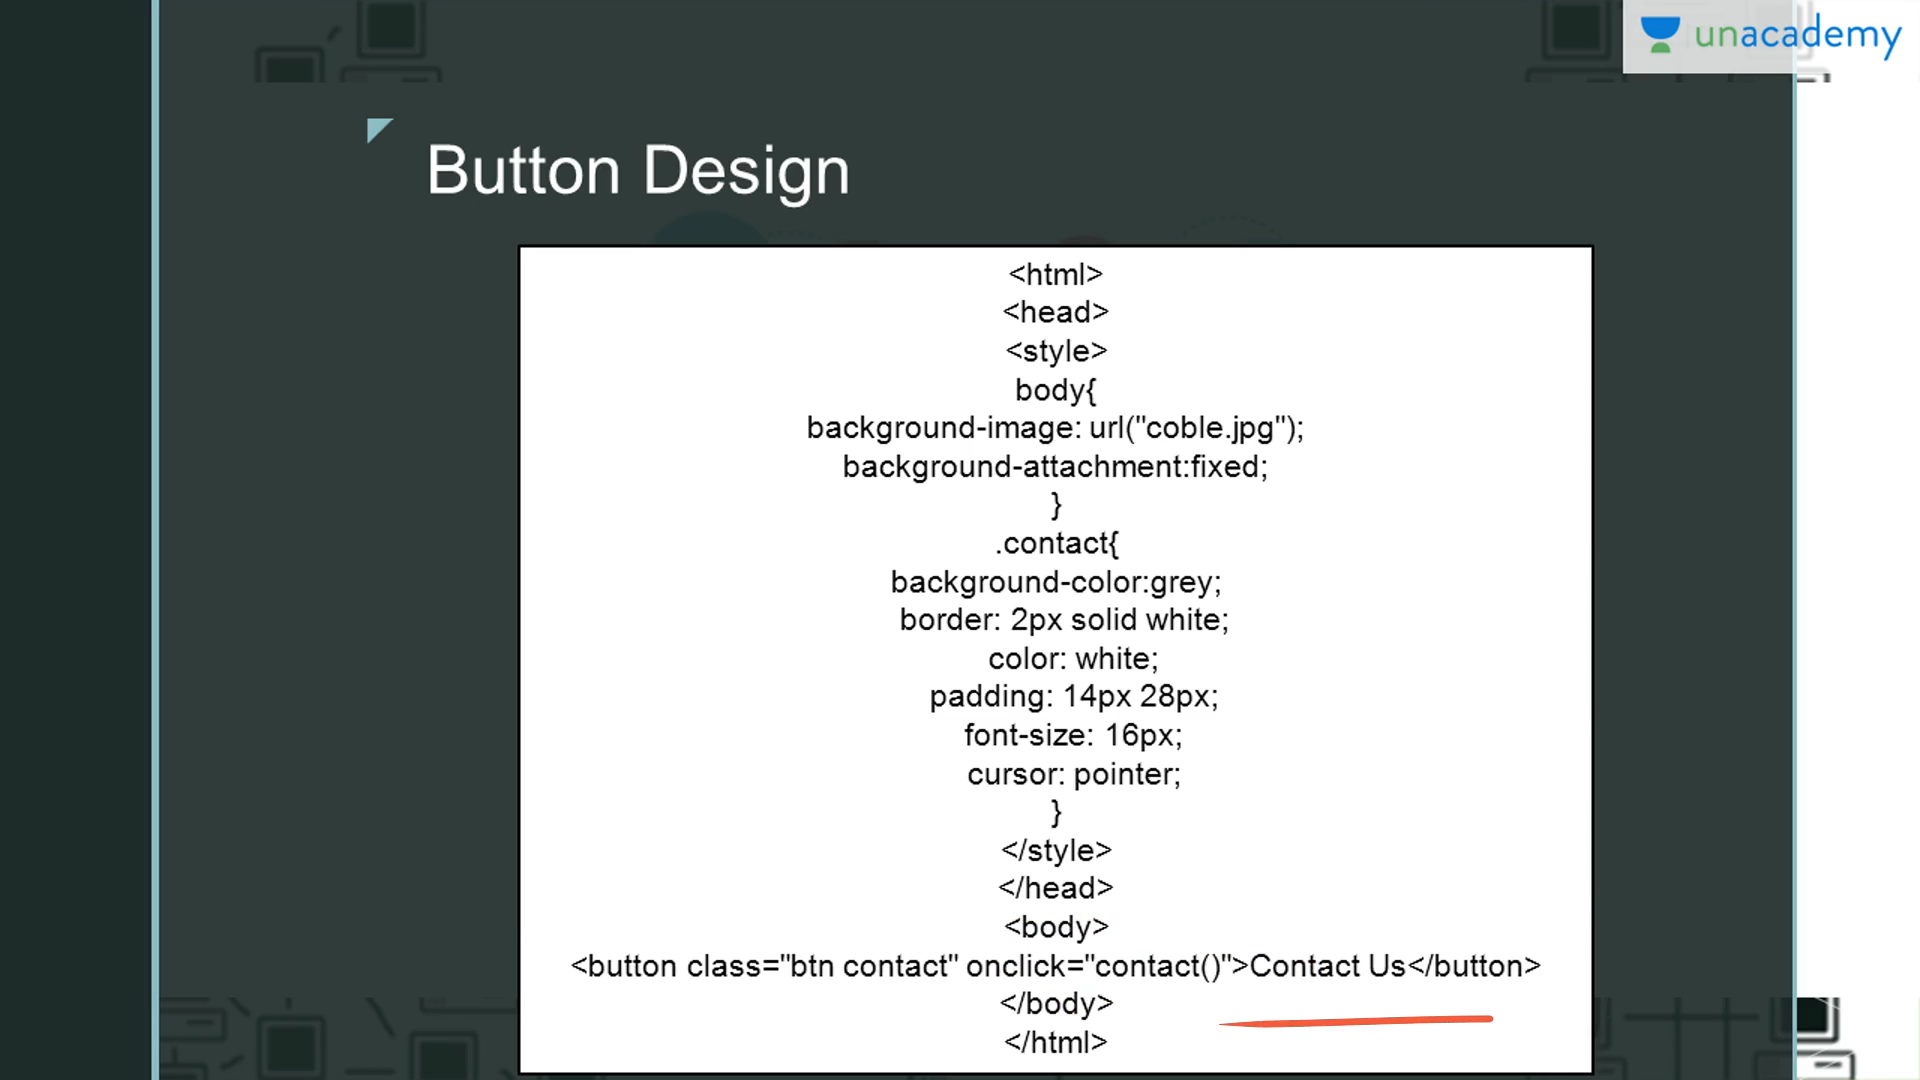 unacademy
Button Design
<html>
<head>
<style>
body{
background-image: url("coble.jpg");
background-attachment:fixed;
}
.contact{
background-color:grey;
border: 2px solid white;
color: white;
padding: 14px 28px;
font-size: 16px;
cursor: pointer;
}
</style>
</head>
<body>
<button class="btn contact" onclick="contact()">Contact Us</button>
</body>
</html>